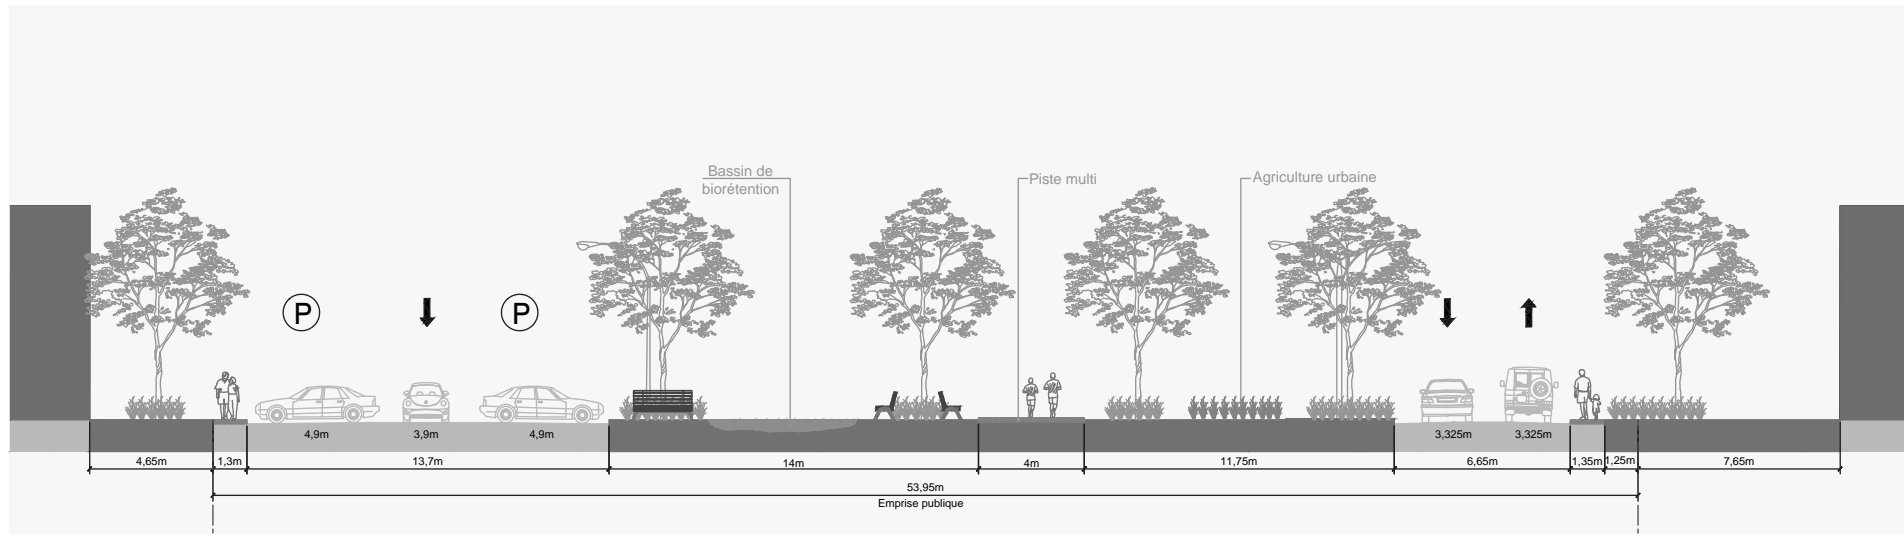 Bassin de
biorétention
Piste multi
Agriculture urbaine
P
P
4,9m
3,9m
4,9m
3,325m
3,325m
4,65m
1,3m
13,7m
14m
4m
11,75m
6,65m
1,35m
1,25m
7,65m
53,95m
Emprise publique